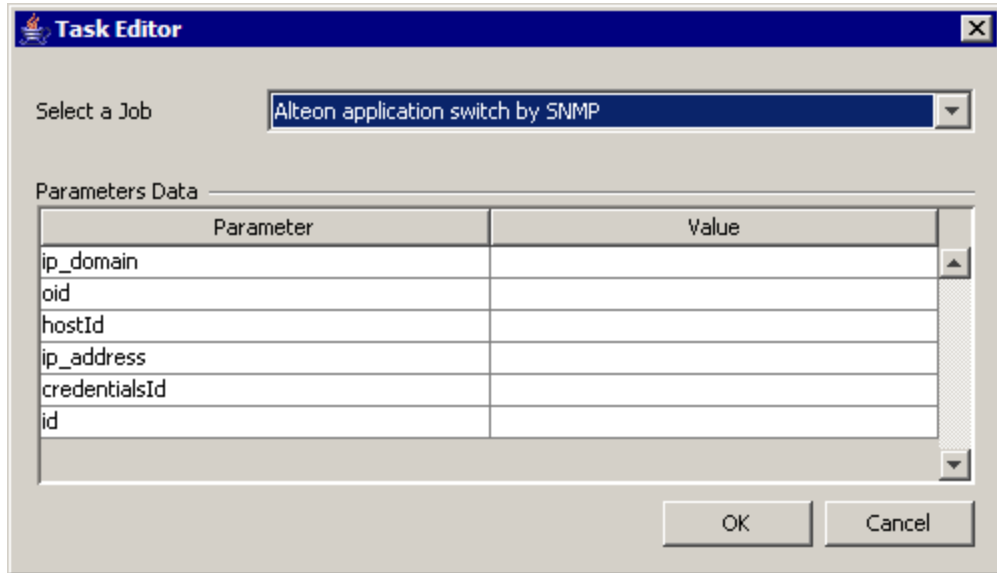 Task Editor
Select a Job
Alteon application switch by SNMP
Parameters Data
Parameter Value
ip_domain
oid
hostId
ip_address
credentialsId
id
OK Cancel